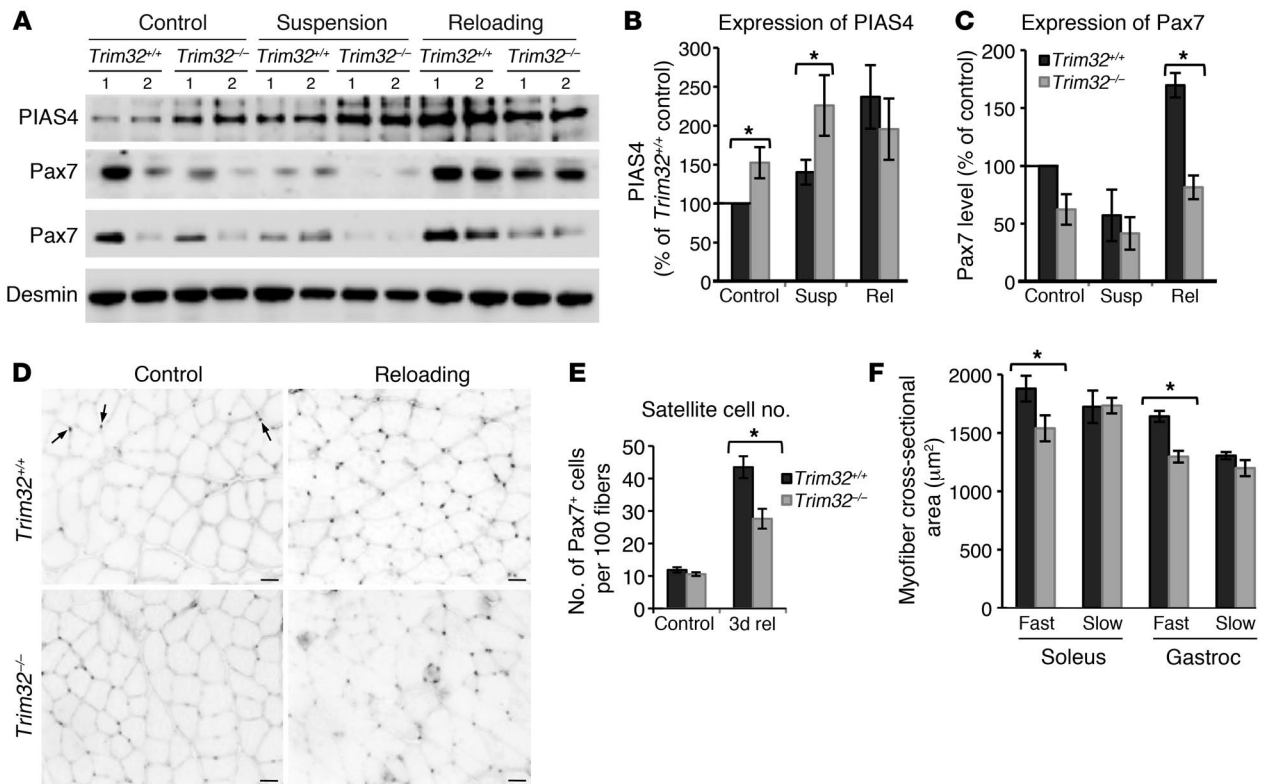 A
Control Suspension Reloading
Trim32+/+ Trim32–/– Trim32+/+ Trim32–/– Trim32+/+ Trim32–/–
1 2 1 2 1 2 1 2 1 2 1 2
PIAS4
Pax7
Pax7
Desmin
B
Expression of PIAS4
PIAS4
(% of Trim32+/+ control)
300
250
200
150
100
50
0
*
*
Control Susp Rel
C
Expression of Pax7
Pax7 level (% of control)
200
150
100
50
0
Trim32+/+
Trim32–/–
*
Control Susp Rel
D
Control Reloading
Trim32+/+
Trim32–/–
E
Satellite cell no.
No. of Pax7+ cells
per 100 fibers
50
40
30
20
10
0
*
Trim32+/+
Trim32–/–
Control 3d rel
F
Myofiber cross-sectional
area (μm2)
2000
1500
1000
500
0
*
*
Fast Slow Fast Slow
Soleus Gastroc